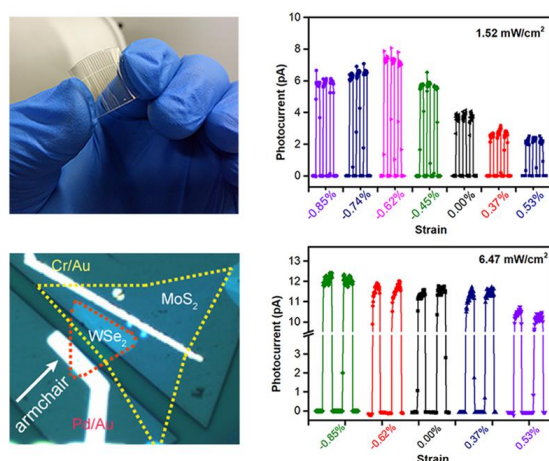 10
8
6
4
2
0
Photocurrent (pA)
1.52 mW/cm²
-0.85%
-0.74%
-0.62%
-0.45%
0.00%
0.37%
0.53%
Strain
Cr/Au
MoS₂
WSe₂
armchair
Pd/Au
13
12
11
10
4
3
2
1
0
Photocurrent (pA)
6.47 mW/cm²
-0.85%
-0.62%
0.00%
0.37%
0.53%
Strain